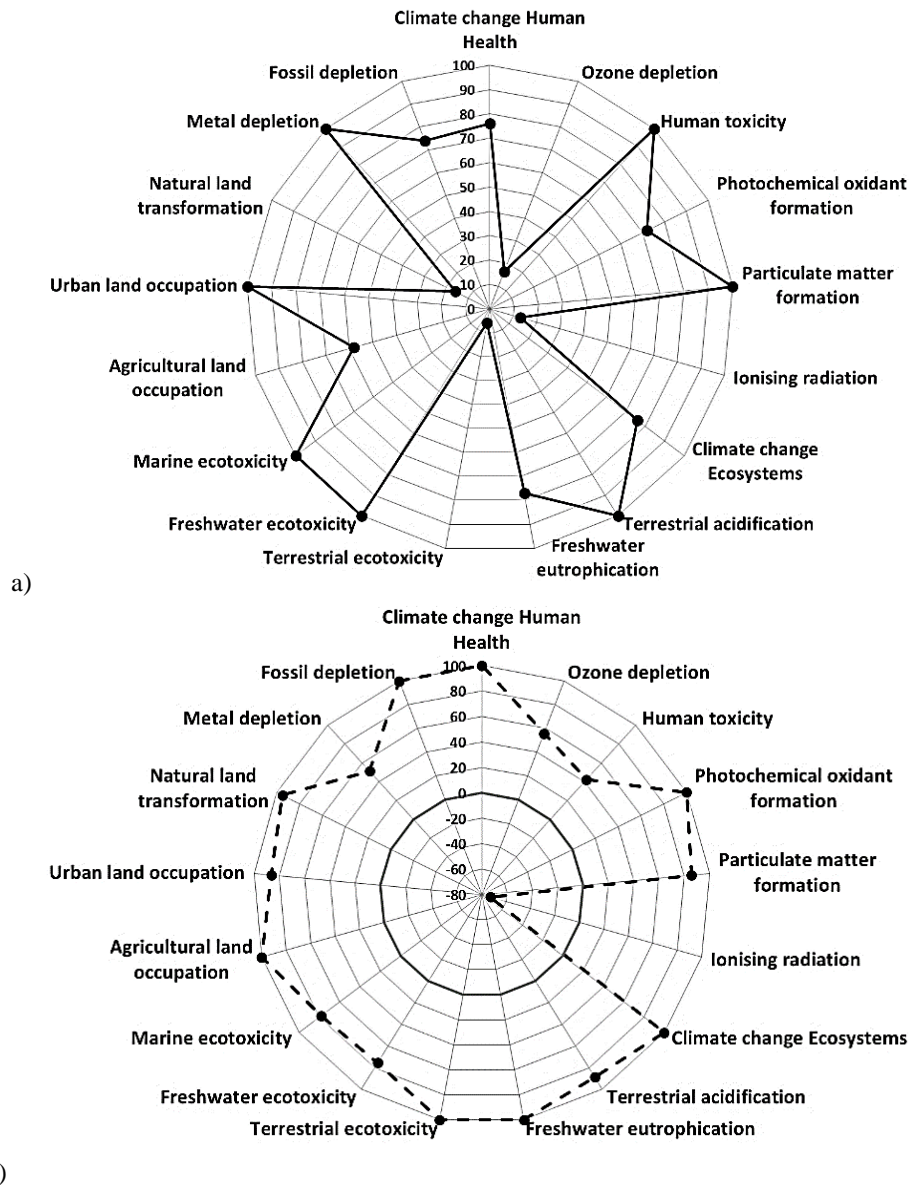 Climate change Human
Health
Fossil depletion
Ozone depletion
100
90
80
70
60
50
40
30
20
10
0
Metal depletion
Human toxicity
Natural land
transformation
Photochemical oxidant
formation
Urban land occupation
Particulate matter
formation
Agricultural land
occupation
Ionising radiation
Marine ecotoxicity
Climate change
Ecosystems
Freshwater ecotoxicity
Terrestrial acidification
Terrestrial ecotoxicity
Freshwater
eutrophication
a)
Climate change Human
Health
Fossil depletion
Ozone depletion
100
80
60
40
20
0
-20
-40
-60
-80
Metal depletion
Human toxicity
Natural land
transformation
Photochemical oxidant
formation
Urban land occupation
Particulate matter
formation
Agricultural land
occupation
Ionising radiation
Marine ecotoxicity
Climate change Ecosystems
Freshwater ecotoxicity
Terrestrial acidification
Terrestrial ecotoxicity
Freshwater eutrophication
)